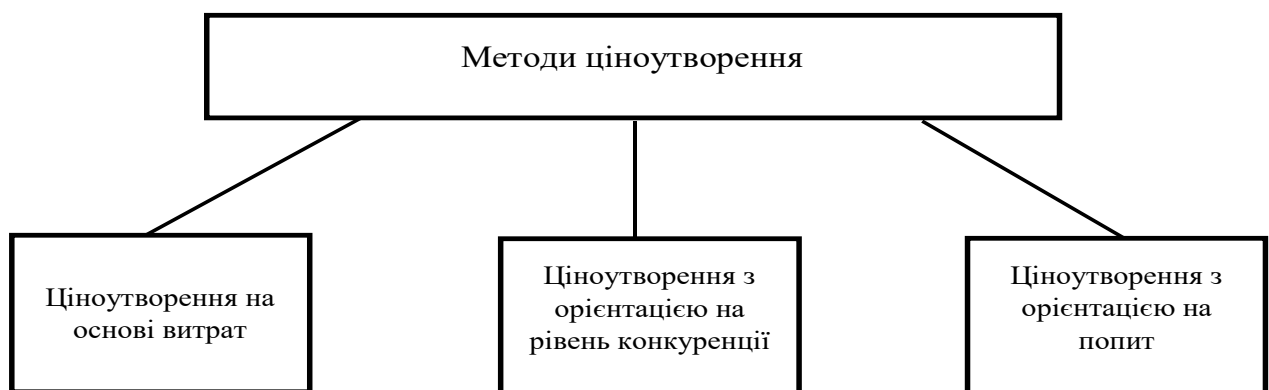 Методи ціноутворення
Ціноутворення на
основі витрат
Ціноутворення з
орієнтацією на
рівень конкуренції
Ціноутворення з
орієнтацією на
попит